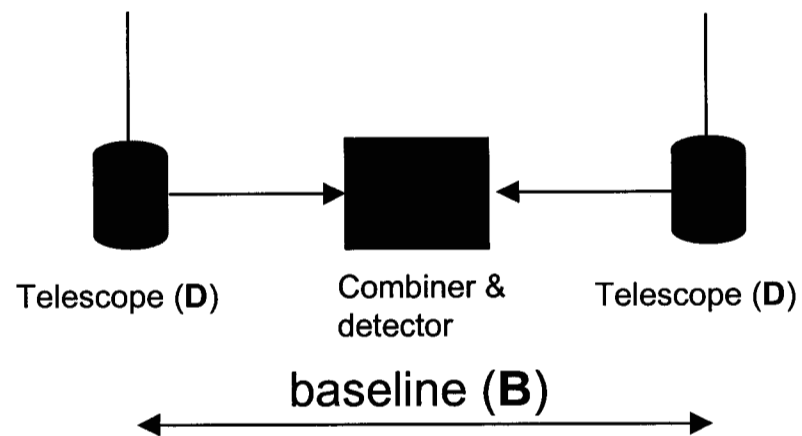 Telescope (D)
Combiner &
detector
Telescope (D)
baseline (B)